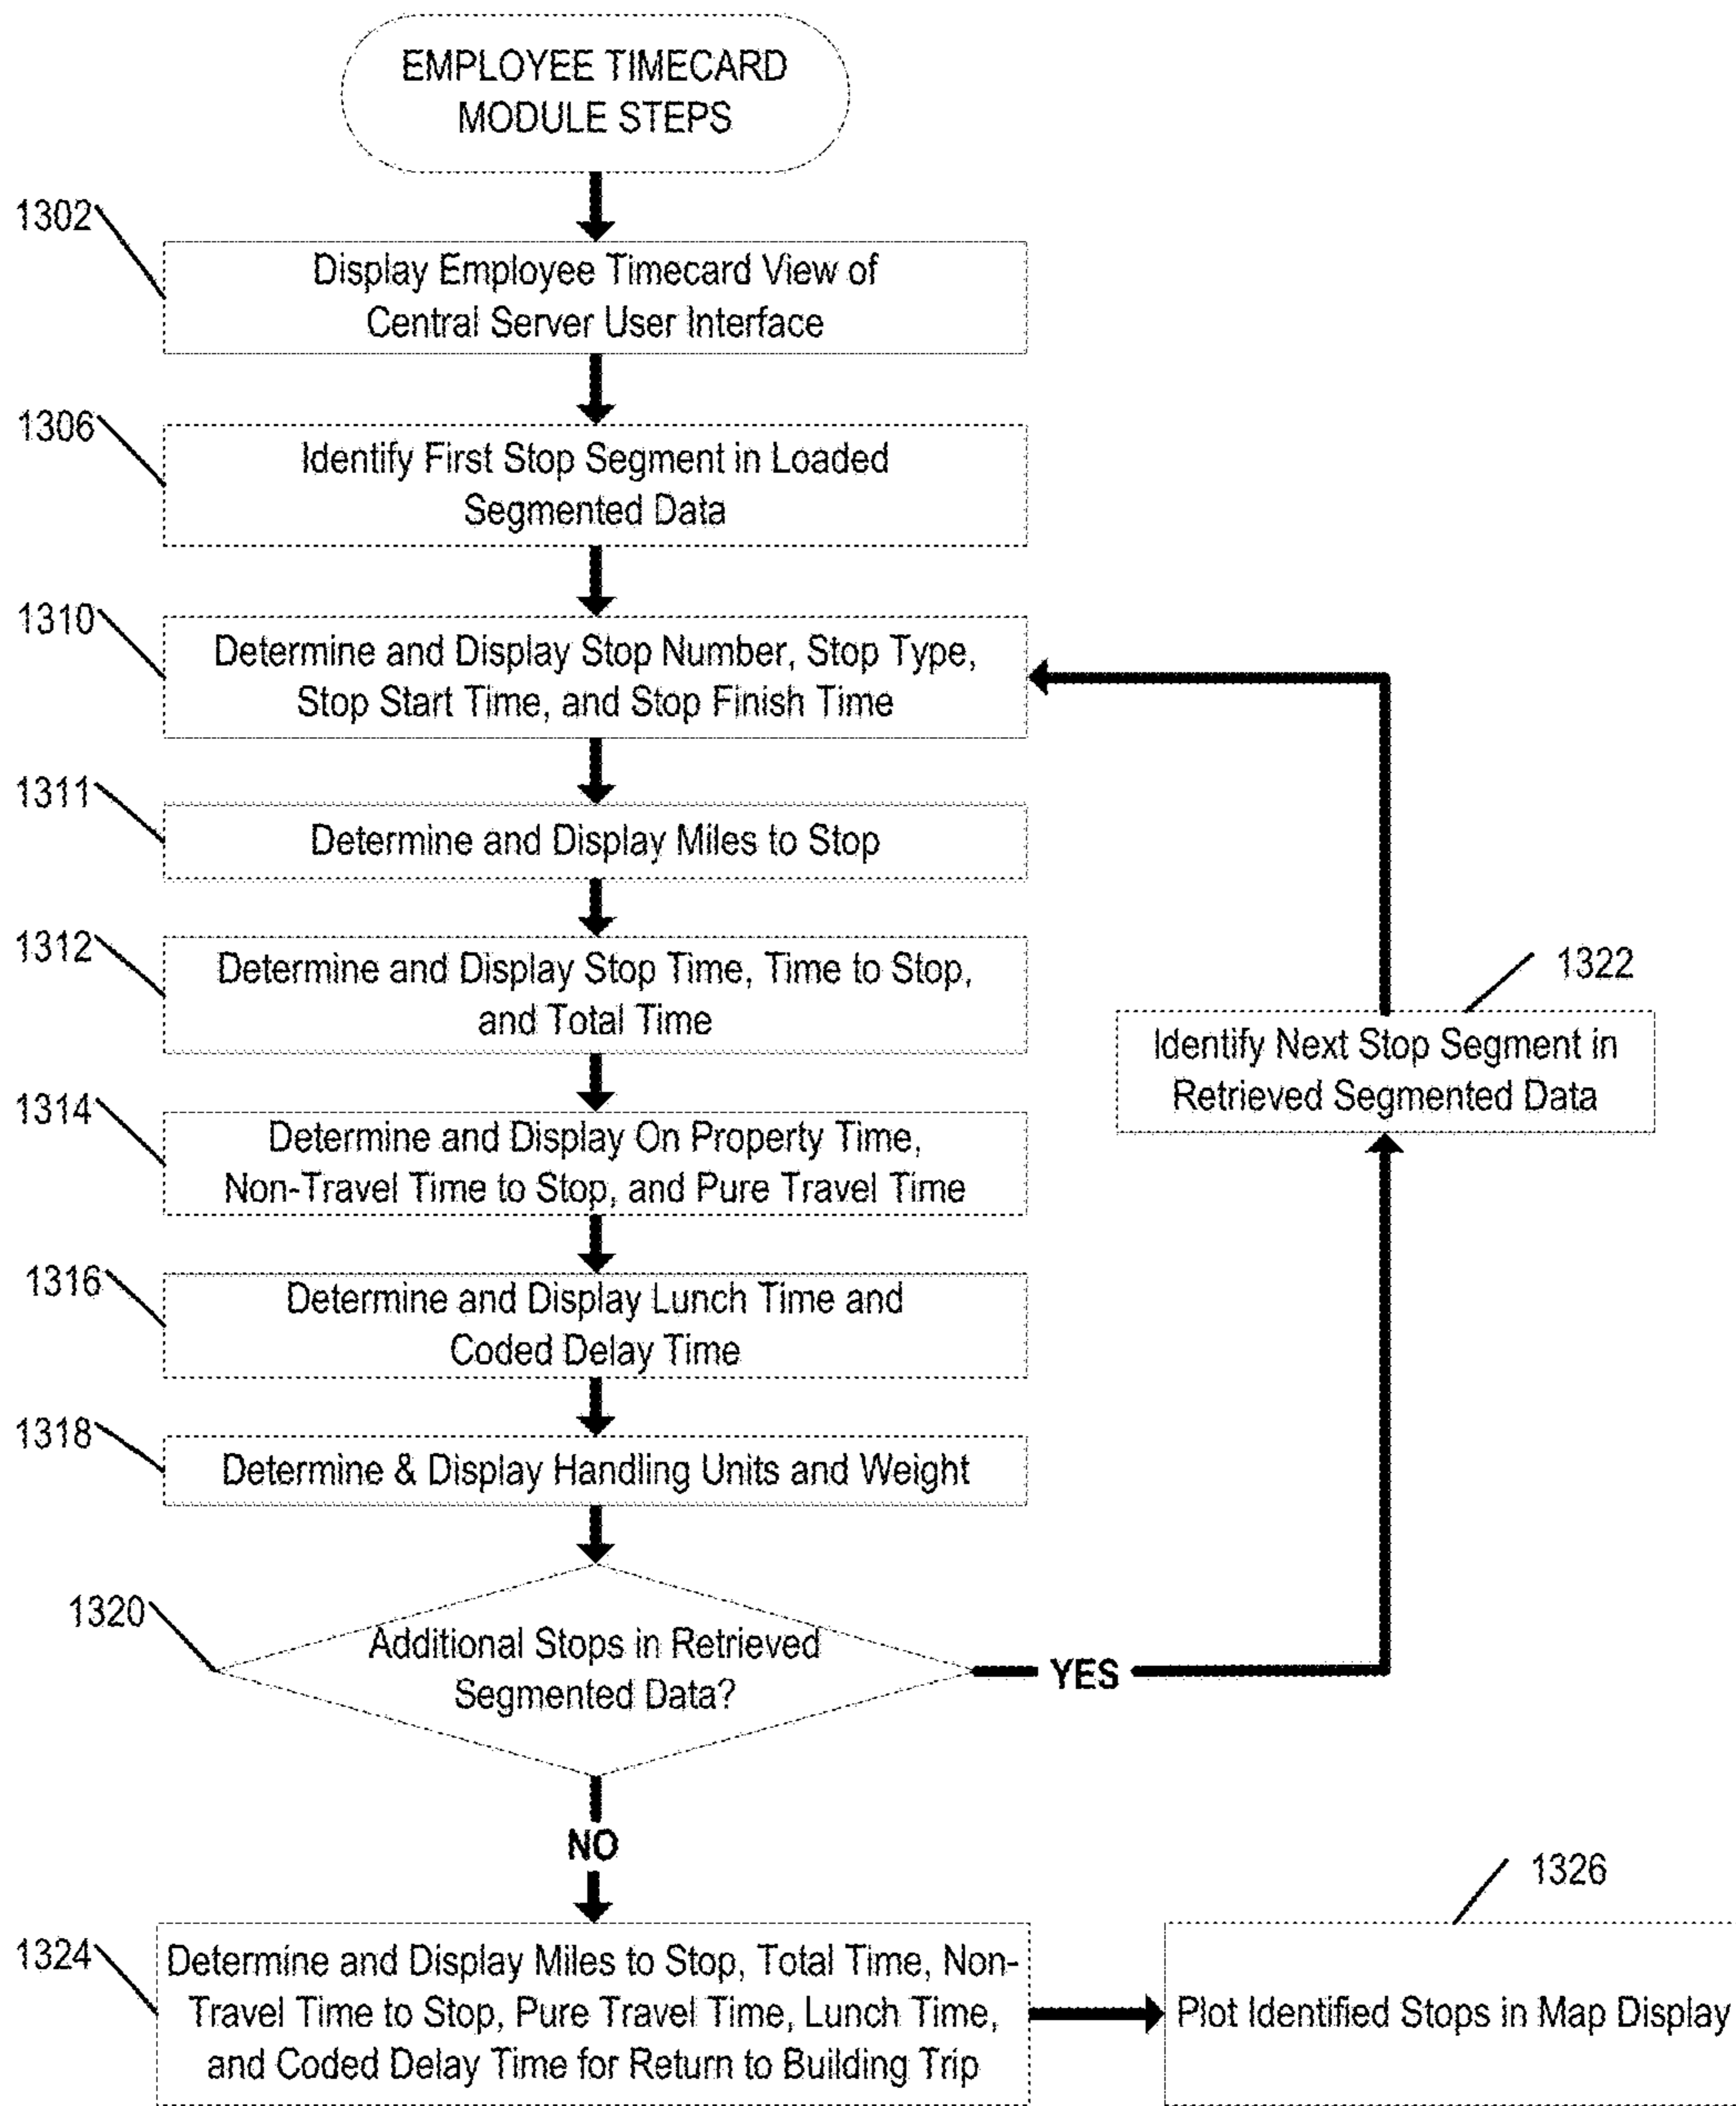 EMPLOYEE TIMECARD
MODULE STEPS
1302
Display Employee Timecard View of
Central Server User Interface
1306
Identify First Stop Segment in Loaded
Segmented Data
1310
Determine and Display Stop Number, Stop Type,
Stop Start Time, and Stop Finish Time
1311
Determine and Display Miles to Stop
1312
Determine and Display Stop Time, Time to Stop,
and Total Time
1322
Identify Next Stop Segment in
Retrieved Segmented Data
1314
Determine and Display On Property Time,
Non-Travel Time to Stop, and Pure Travel Time
1316
Determine and Display Lunch Time and
Coded Delay Time
1318
Determine & Display Handling Units and Weight
1320
Additional Stops in Retrieved
Segmented Data?
YES
NO
1324
Determine and Display Miles to Stop, Total Time, Non-
Travel Time to Stop, Pure Travel Time, Lunch Time,
and Coded Delay Time for Return to Building Trip
1326
Plot Identified Stops in Map Display